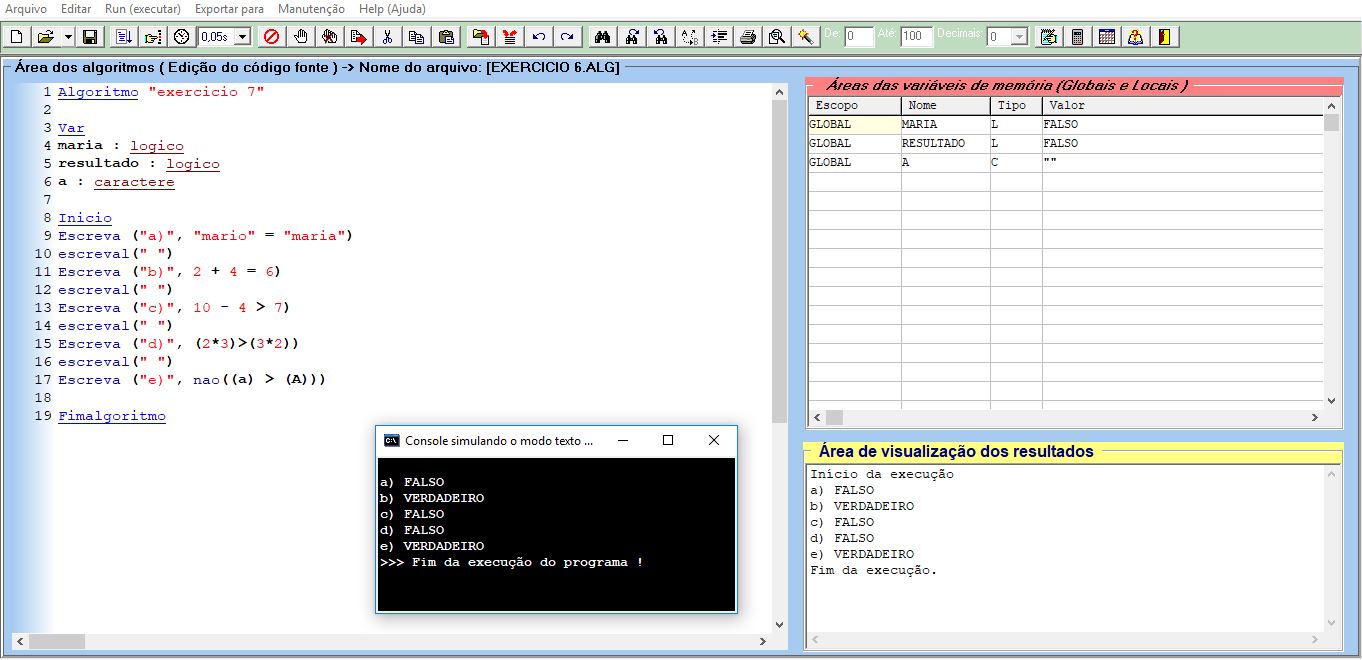 Arquivo Editar Run (executar) Exportar para Manutenção Help (Ajuda)
0,05s De: 0 Até: 100 Decimais: 0
Área dos algoritmos ( Edição do código fonte ) -> Nome do arquivo: [EXERCICIO 6.ALG]
1 Algoritmo "exercicio 7"
2
3 Var
4 maria : logico
5 resultado : logico
6 a : caractere
7
8 Inicio
9 Escreva ("a)", "mario" = "maria")
10 escreval(" ")
11 Escreva ("b)", 2 + 4 = 6)
12 escreval(" ")
13 Escreva ("c)", 10 - 4 > 7)
14 escreval(" ")
15 Escreva ("d)", (2*3)>(3*2))
16 escreval(" ")
17 Escreva ("e)", nao((a) > (A)))
18
19 Fimalgoritmo
Console simulando o modo texto ...
a) FALSO
b) VERDADEIRO
c) FALSO
d) FALSO
e) VERDADEIRO
>>> Fim da execução do programa !
Áreas das variáveis de memória (Globais e Locais )
Escopo Nome Tipo Valor
GLOBAL MARIA L FALSO
GLOBAL RESULTADO L FALSO
GLOBAL A C ""
Área de visualização dos resultados
Início da execução
a) FALSO
b) VERDADEIRO
c) FALSO
d) FALSO
e) VERDADEIRO
Fim da execução.